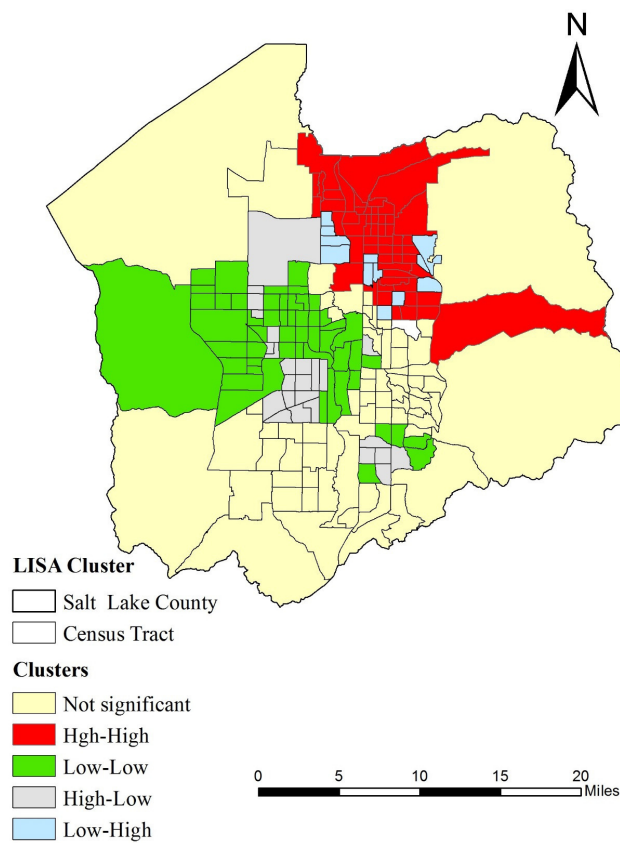 N
LISA Cluster
Salt Lake County
Census Tract
Clusters
Not significant
Hgh-High
Low-Low
High-Low
Low-High
0 5 10 15 20
Miles